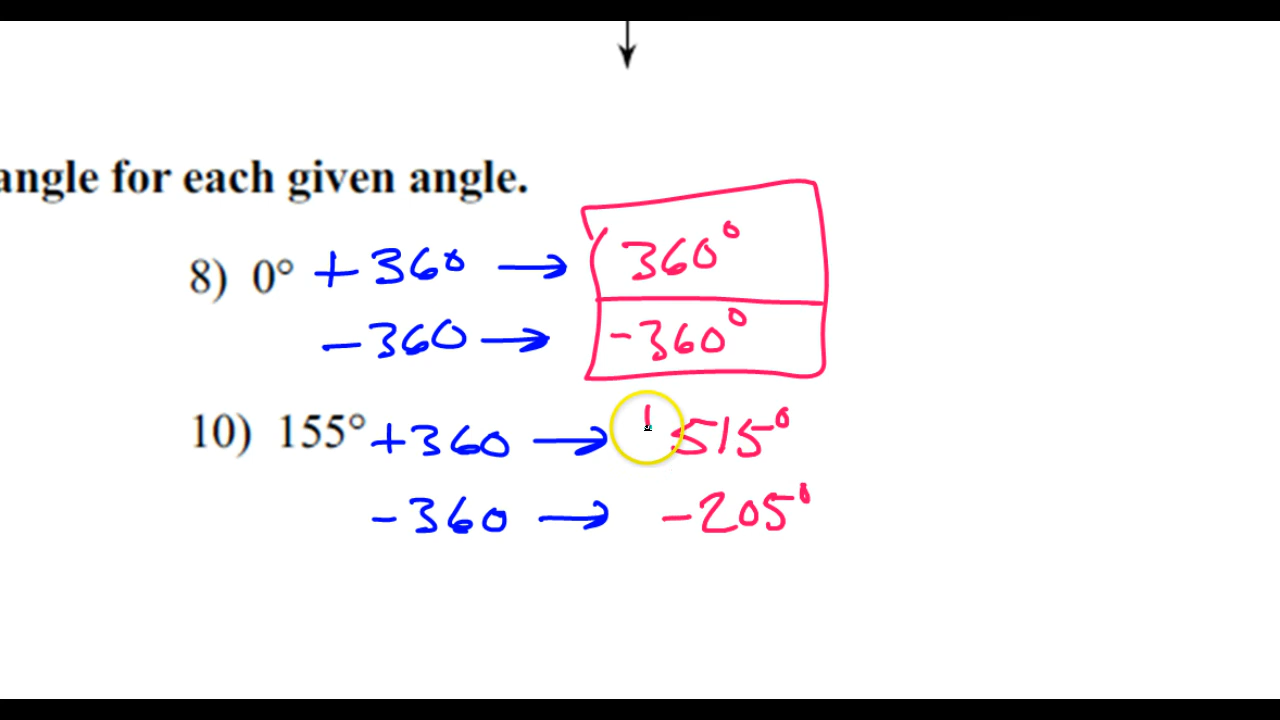 angle for each given angle.
8) 0° +360 → 360°
-360 → -360°
10) 155° +360 → 515°
-360 → -205°